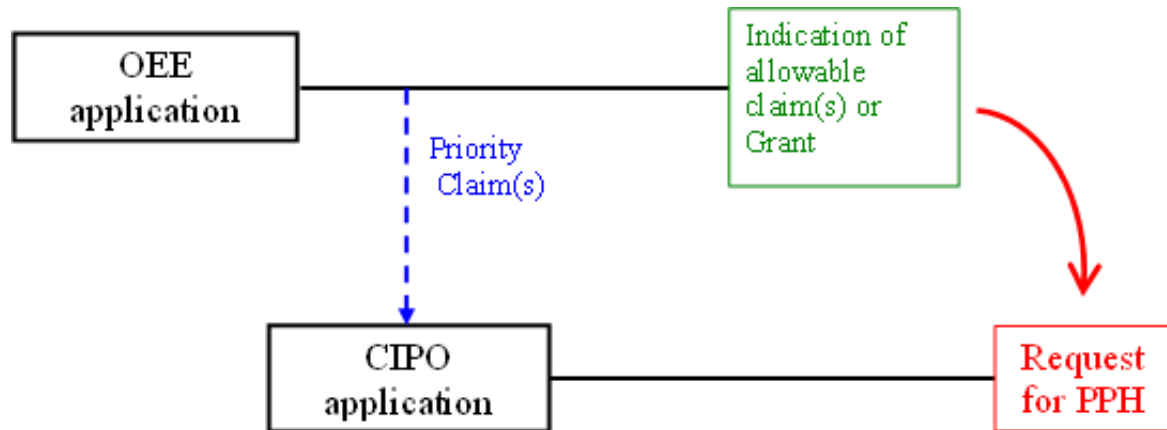 OEE
application
Indication of
allowable
claim(s) or
Grant
Priority
Claim(s)
CIPO
application
Request
for PPH